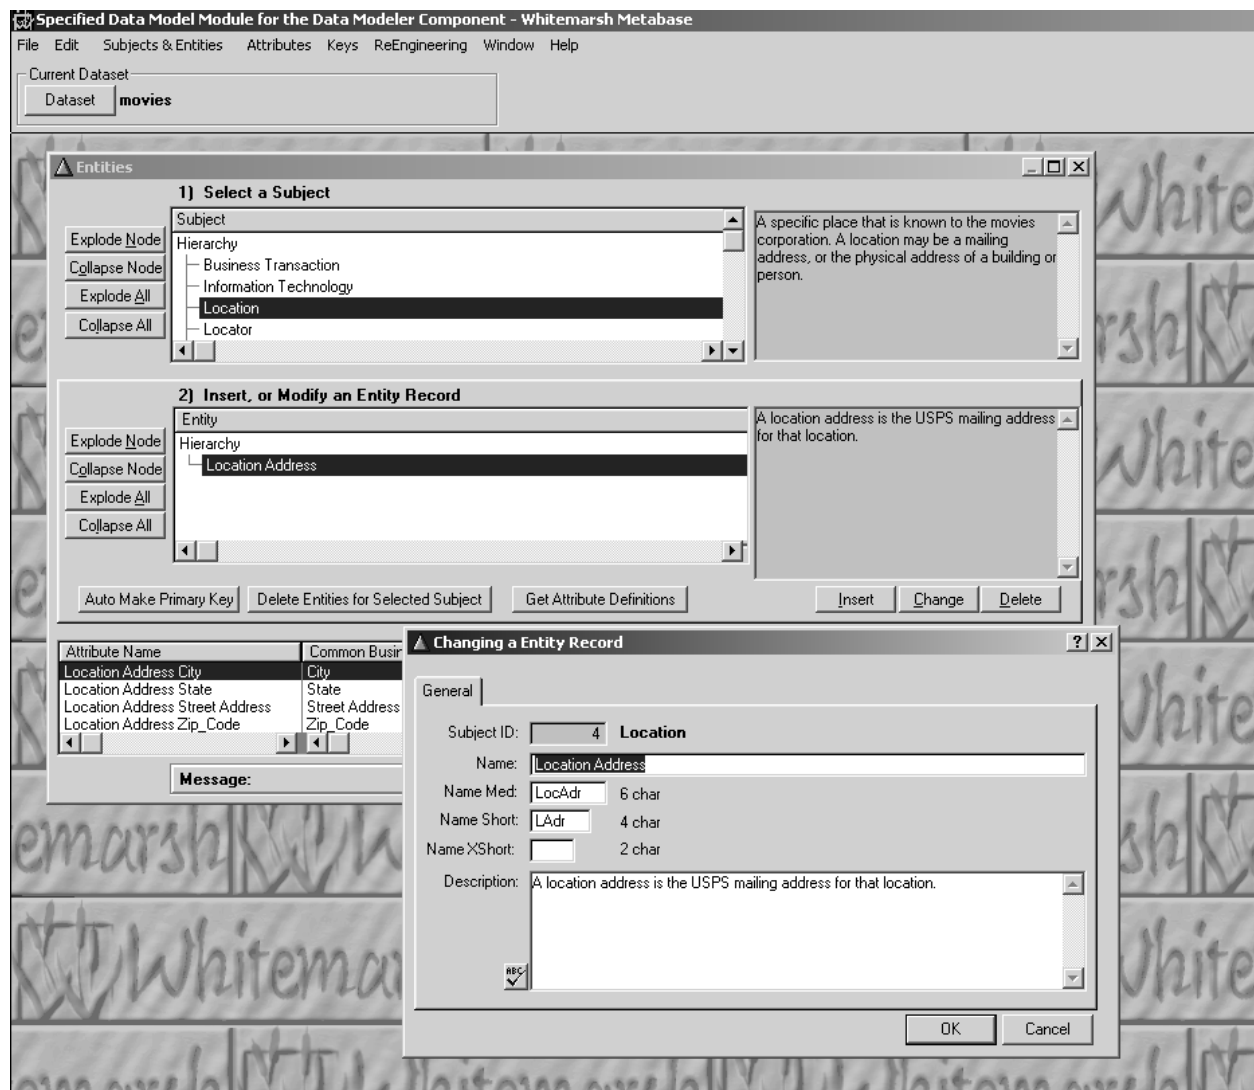 Specified Data Model Module for the Data Modeler Component - Whitemarsh Metabase
File Edit Subjects & Entities Attributes Keys ReEngineering Window Help
Current Dataset
Dataset movies
Entities
1) Select a Subject
Subject
Hierarchy
Business Transaction
Information Technology
Location
Locator
Explode Node
Collapse Node
Explode All
Collapse All
A specific place that is known to the movies
corporation. A location may be a mailing
address, or the physical address of a building or
person.
2) Insert, or Modify an Entity Record
Entity
Hierarchy
Location Address
Explode Node
Collapse Node
Explode All
Collapse All
A location address is the USPS mailing address
for that location.
Auto Make Primary Key Delete Entities for Selected Subject Get Attribute Definitions Insert Change Delete
Attribute Name Common Busin
Location Address City City
Location Address State State
Location Address Street Address Street Address
Location Address Zip_Code Zip_Code
Message:
Changing a Entity Record
General
Subject ID: 4 Location
Name: Location Address
Name Med: LocAdr 6 char
Name Short: LAdr 4 char
Name XShort: 2 char
Description: A location address is the USPS mailing address for that location.
ABC
OK Cancel
Whitemarsh